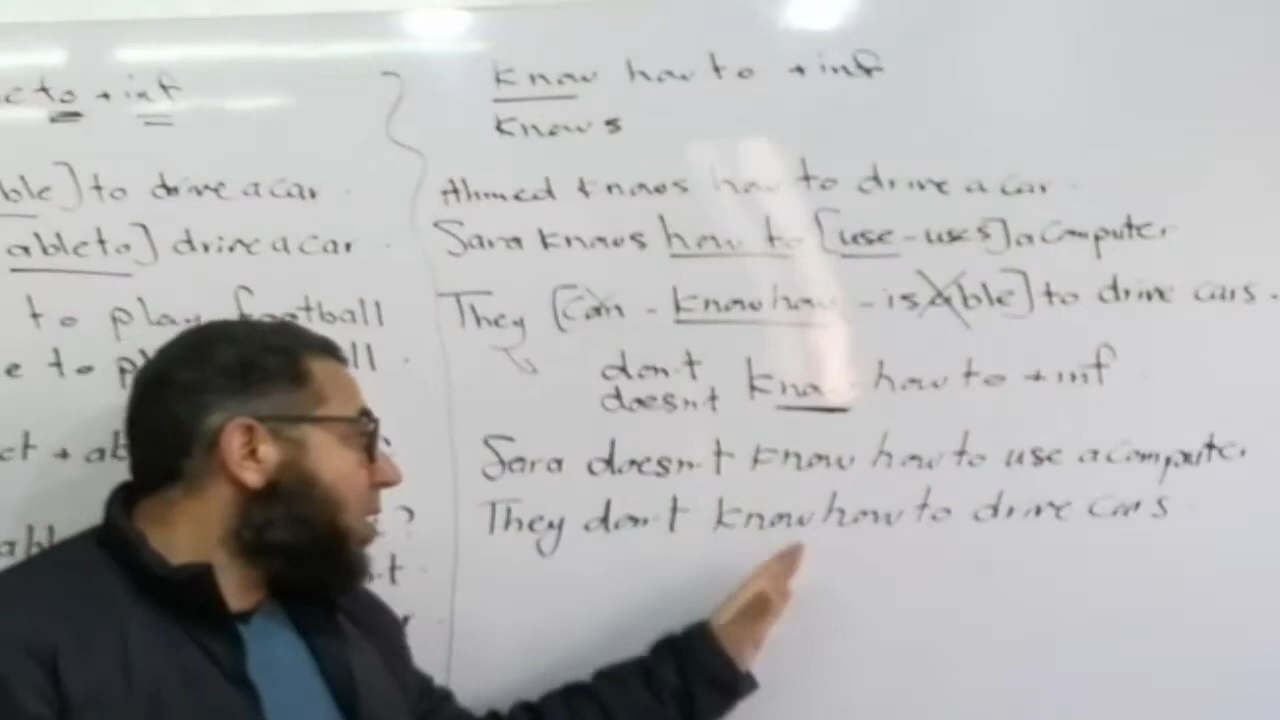 to + inf
ble] to drive a car
able to] drive a car
to play football
e to
ct + ab
abl
?
know how to + inf
knows
Ahmed knows how to drive a car
Sara knows how to [use - uses] a computer
They [Can - know how - is able] to drive cars.
don't
doesn't know how to + inf
Sara doesn't know how to use a computer
They don't know how to drive cars